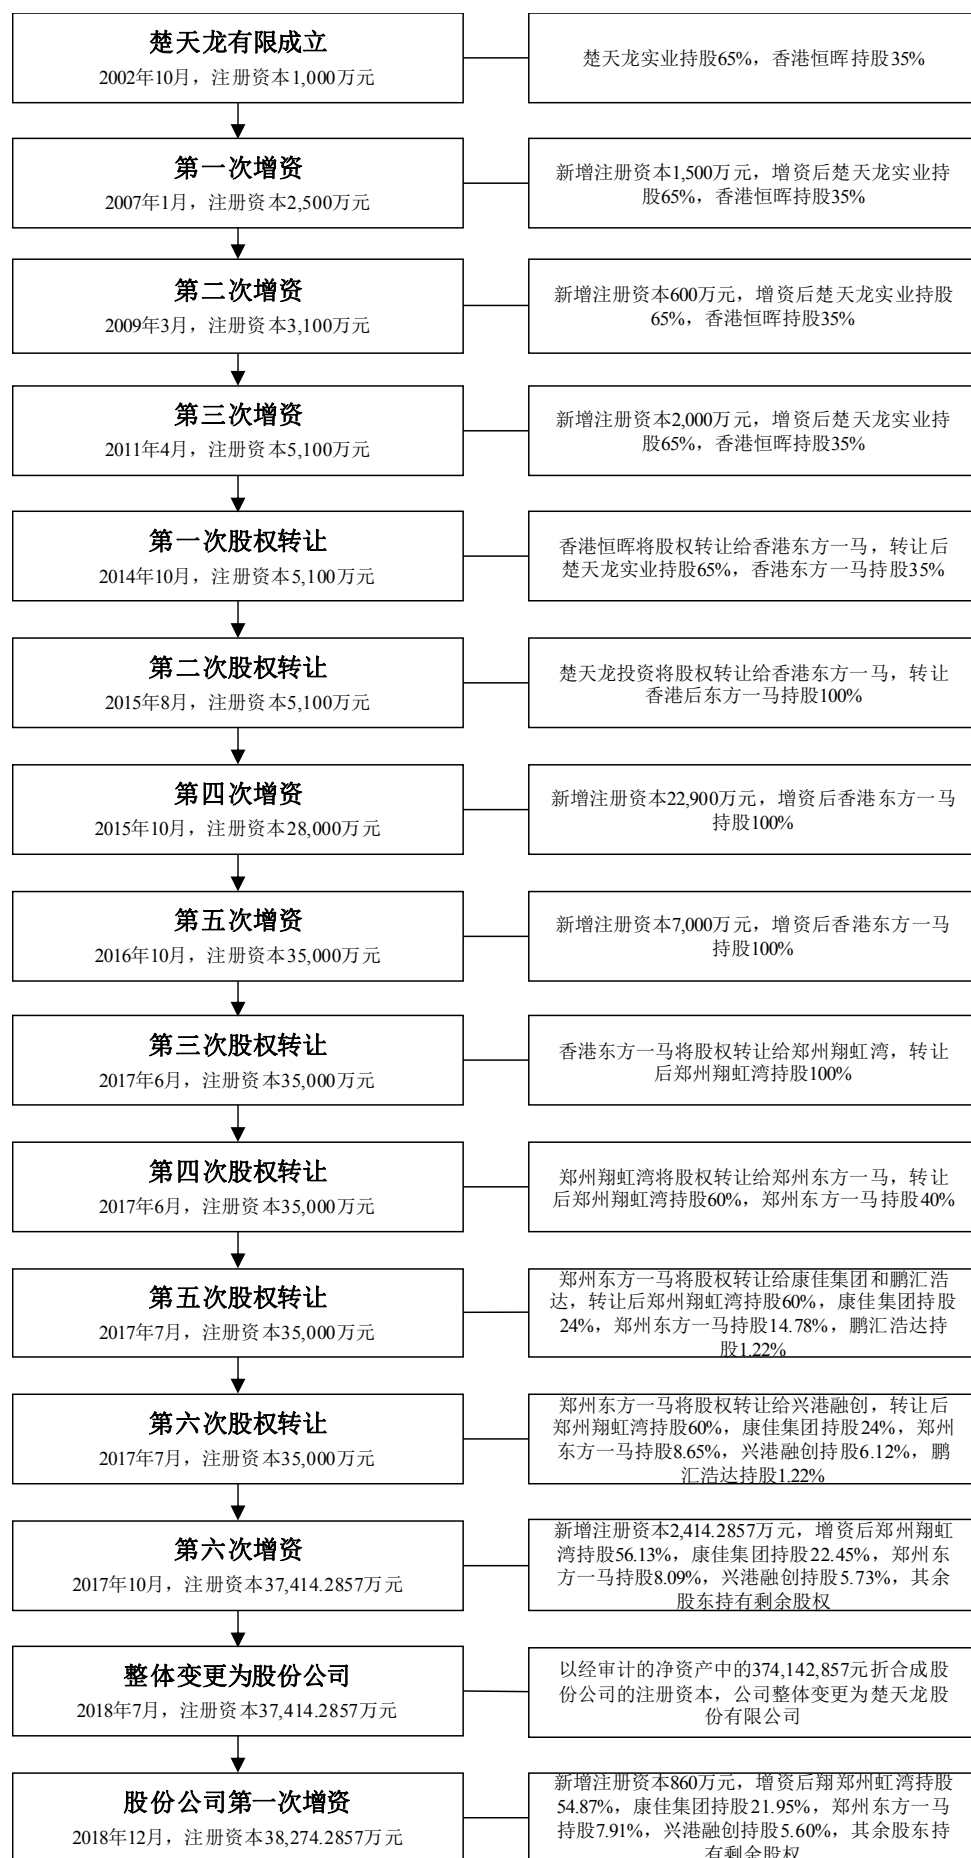 楚天龙有限成立
2002年10月，注册资本1,000万元
楚天龙实业持股65%，香港恒晖持股35%
第一次增资
2007年1月，注册资本2,500万元
新增注册资本1,500万元，增资后楚天龙实业持
股65%，香港恒晖持股35%
第二次增资
2009年3月，注册资本3,100万元
新增注册资本600万元，增资后楚天龙实业持股
65%，香港恒晖持股35%
第三次增资
2011年4月，注册资本5,100万元
新增注册资本2,000万元，增资后楚天龙实业持
股65%，香港恒晖持股35%
第一次股权转让
2014年10月，注册资本5,100万元
香港恒晖将股权转让给香港东方一马，转让后
楚天龙实业持股65%，香港东方一马持股35%
第二次股权转让
2015年8月，注册资本5,100万元
楚天龙投资将股权转让给香港东方一马，转让
香港后东方一马持股100%
第四次增资
2015年10月，注册资本28,000万元
新增注册资本22,900万元，增资后香港东方一马
持股100%
第五次增资
2016年10月，注册资本35,000万元
新增注册资本7,000万元，增资后香港东方一马
持股100%
第三次股权转让
2017年6月，注册资本35,000万元
香港东方一马将股权转让给郑州翔虹湾，转让
后郑州翔虹湾持股100%
第四次股权转让
2017年6月，注册资本35,000万元
郑州翔虹湾将股权转让给郑州东方一马，转让
后郑州翔虹湾持股60%，郑州东方一马持股40%
第五次股权转让
2017年7月，注册资本35,000万元
郑州东方一马将股权转让给康佳集团和鹏汇浩
达，转让后郑州翔虹湾持股60%，康佳集团持股
24%，郑州东方一马持股14.78%，鹏汇浩达持
股1.22%
第六次股权转让
2017年7月，注册资本35,000万元
郑州东方一马将股权转让给兴港融创，转让后
郑州翔虹湾持股60%，康佳集团持股24%，郑州
东方一马持股8.65%，兴港融创持股6.12%，鹏
汇浩达持股1.22%
第六次增资
2017年10月，注册资本37,414.2857万元
新增注册资本2,414.2857万元，增资后郑州翔虹
湾持股56.13%，康佳集团持股22.45%，郑州东
方一马持股8.09%，兴港融创持股5.73%，其余
股东持有剩余股权
整体变更为股份公司
2018年7月，注册资本37,414.2857万元
以经审计的净资产中的374,142,857元折合成股
份公司的注册资本，公司整体变更为楚天龙股
份有限公司
股份公司第一次增资
2018年12月，注册资本38,274.2857万元
新增注册资本860万元，增资后翔郑州虹湾持股
54.87%，康佳集团持股21.95%，郑州东方一马
持股7.91%，兴港融创持股5.60%，其余股东持
有剩余股权